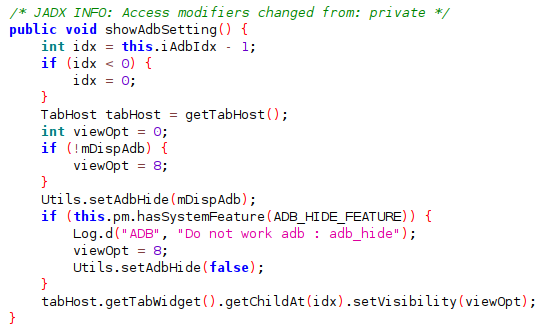 /* JADX INFO: Access modifiers changed from: private */
public void showAdbSetting() {
    int idx = this.iAdbIdx - 1;
    if (idx < 0) {
        idx = 0;
    }
    TabHost tabHost = getTabHost();
    int viewOpt = 0;
    if (!mDispAdb) {
        viewOpt = 8;
    }
    Utils.setAdbHide(mDispAdb);
    if (this.pm.hasSystemFeature(ADB_HIDE_FEATURE)) {
        Log.d("ADB", "Do not work adb : adb_hide");
        viewOpt = 8;
        Utils.setAdbHide(false);
    }
    tabHost.getTabWidget().getChildAt(idx).setVisibility(viewOpt);
}